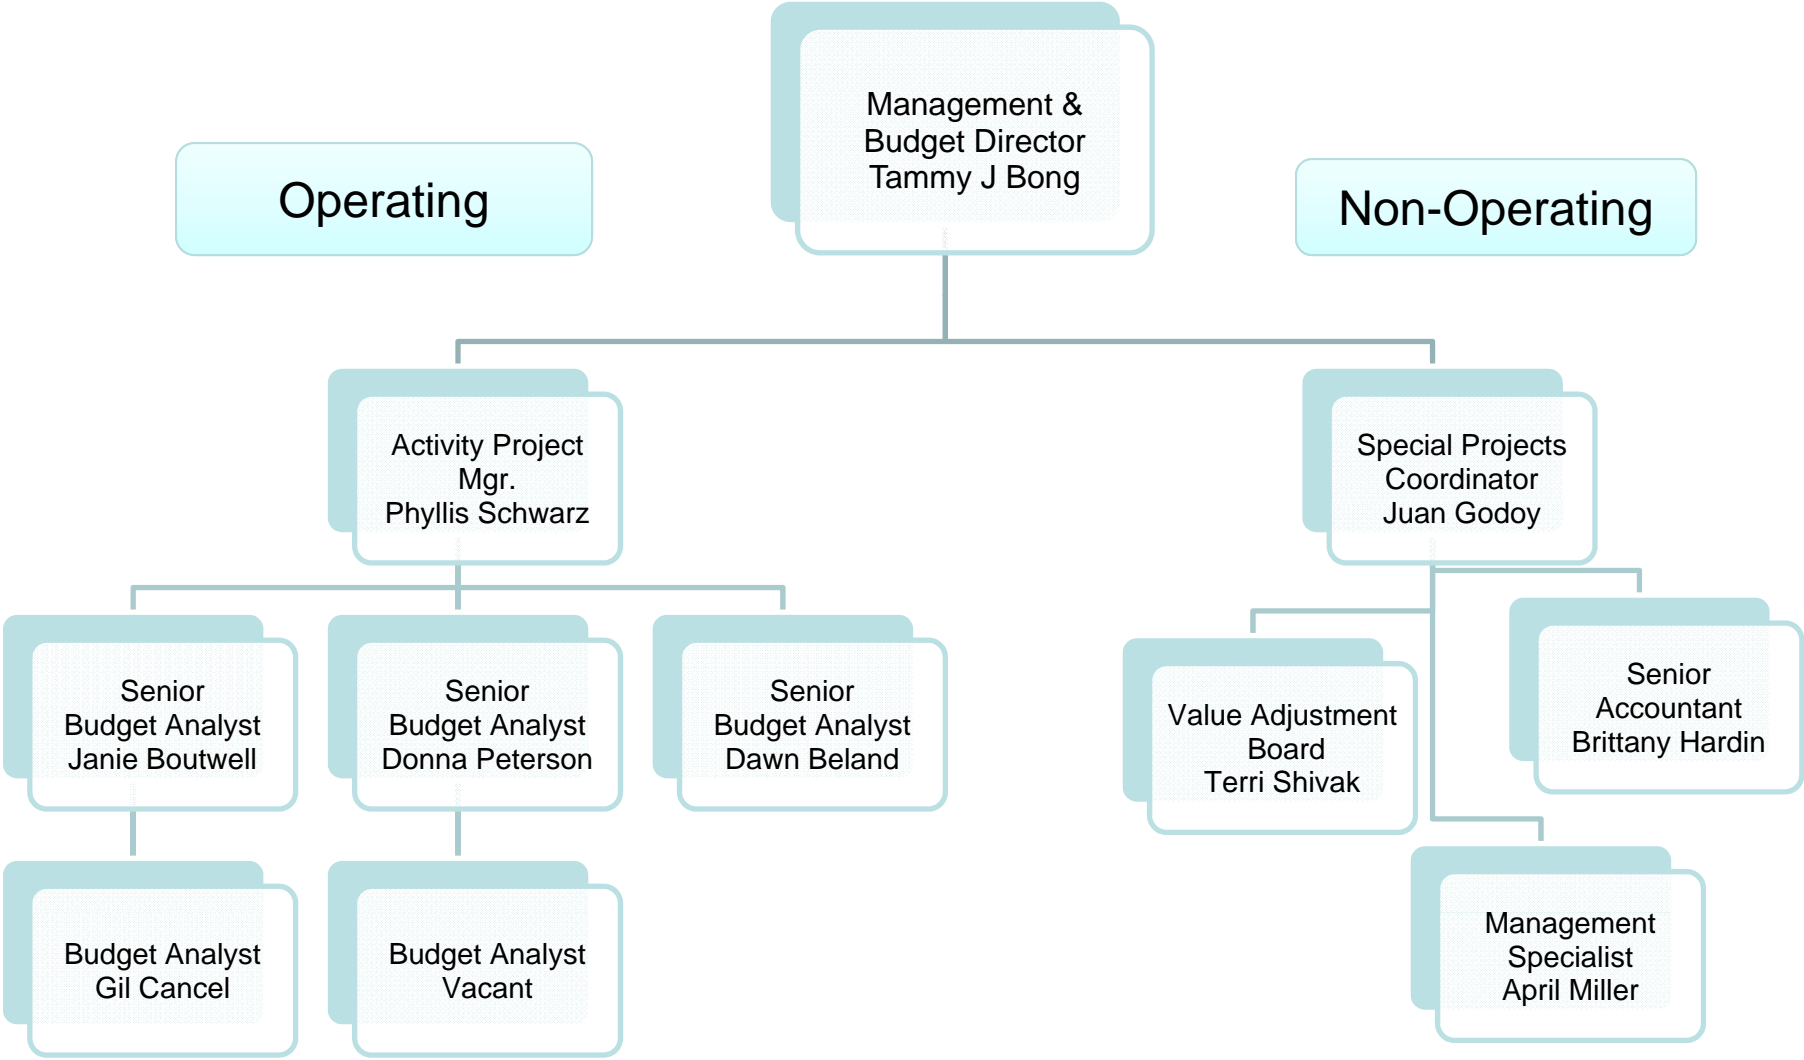 Management &
Budget Director
Tammy J Bong
Operating
Non-Operating
Activity Project
Mgr.
Phyllis Schwarz
Special Projects
Coordinator
Juan Godoy
Senior
Budget Analyst
Janie Boutwell
Senior
Budget Analyst
Donna Peterson
Senior
Budget Analyst
Dawn Beland
Value Adjustment
Board
Terri Shivak
Senior
Accountant
Brittany Hardin
Budget Analyst
Gil Cancel
Budget Analyst
Vacant
Management
Specialist
April Miller